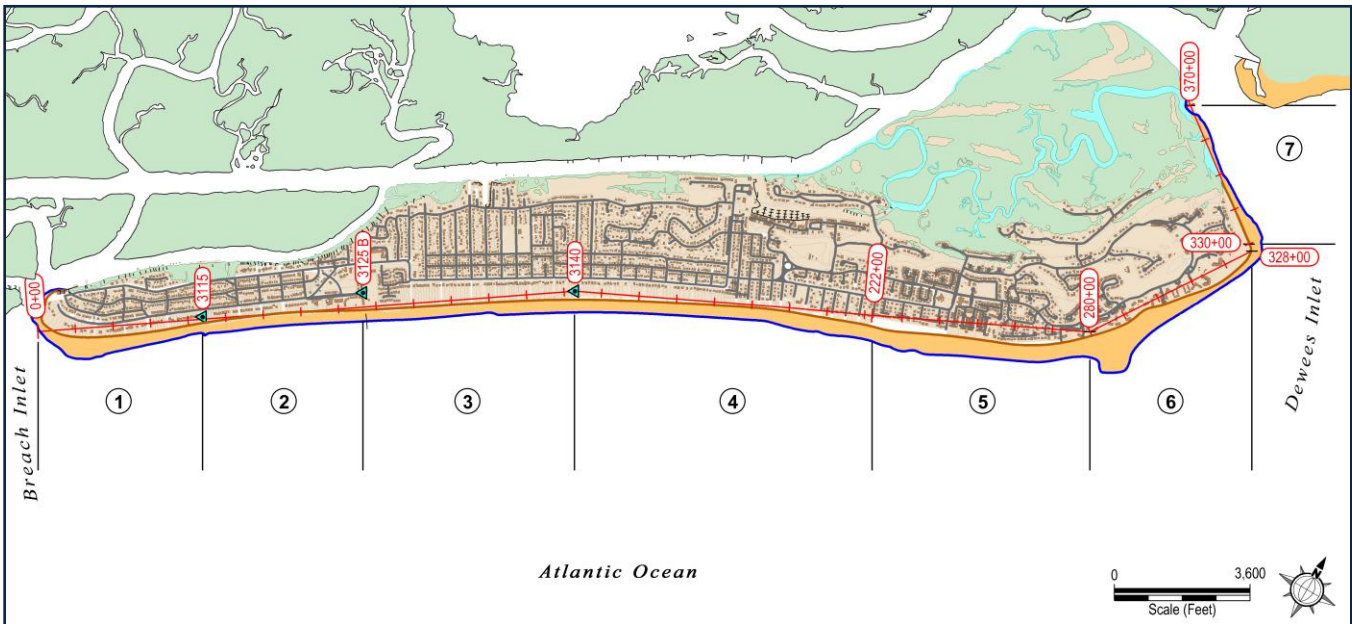 370+00
7
0+00
3115
3125 B
3140
222+00
280+00
330+00
328+00
Breach Inlet
1
2
3
4
5
6
Dewees Inlet
Atlantic Ocean
0 3,600
Scale (Feet)
N